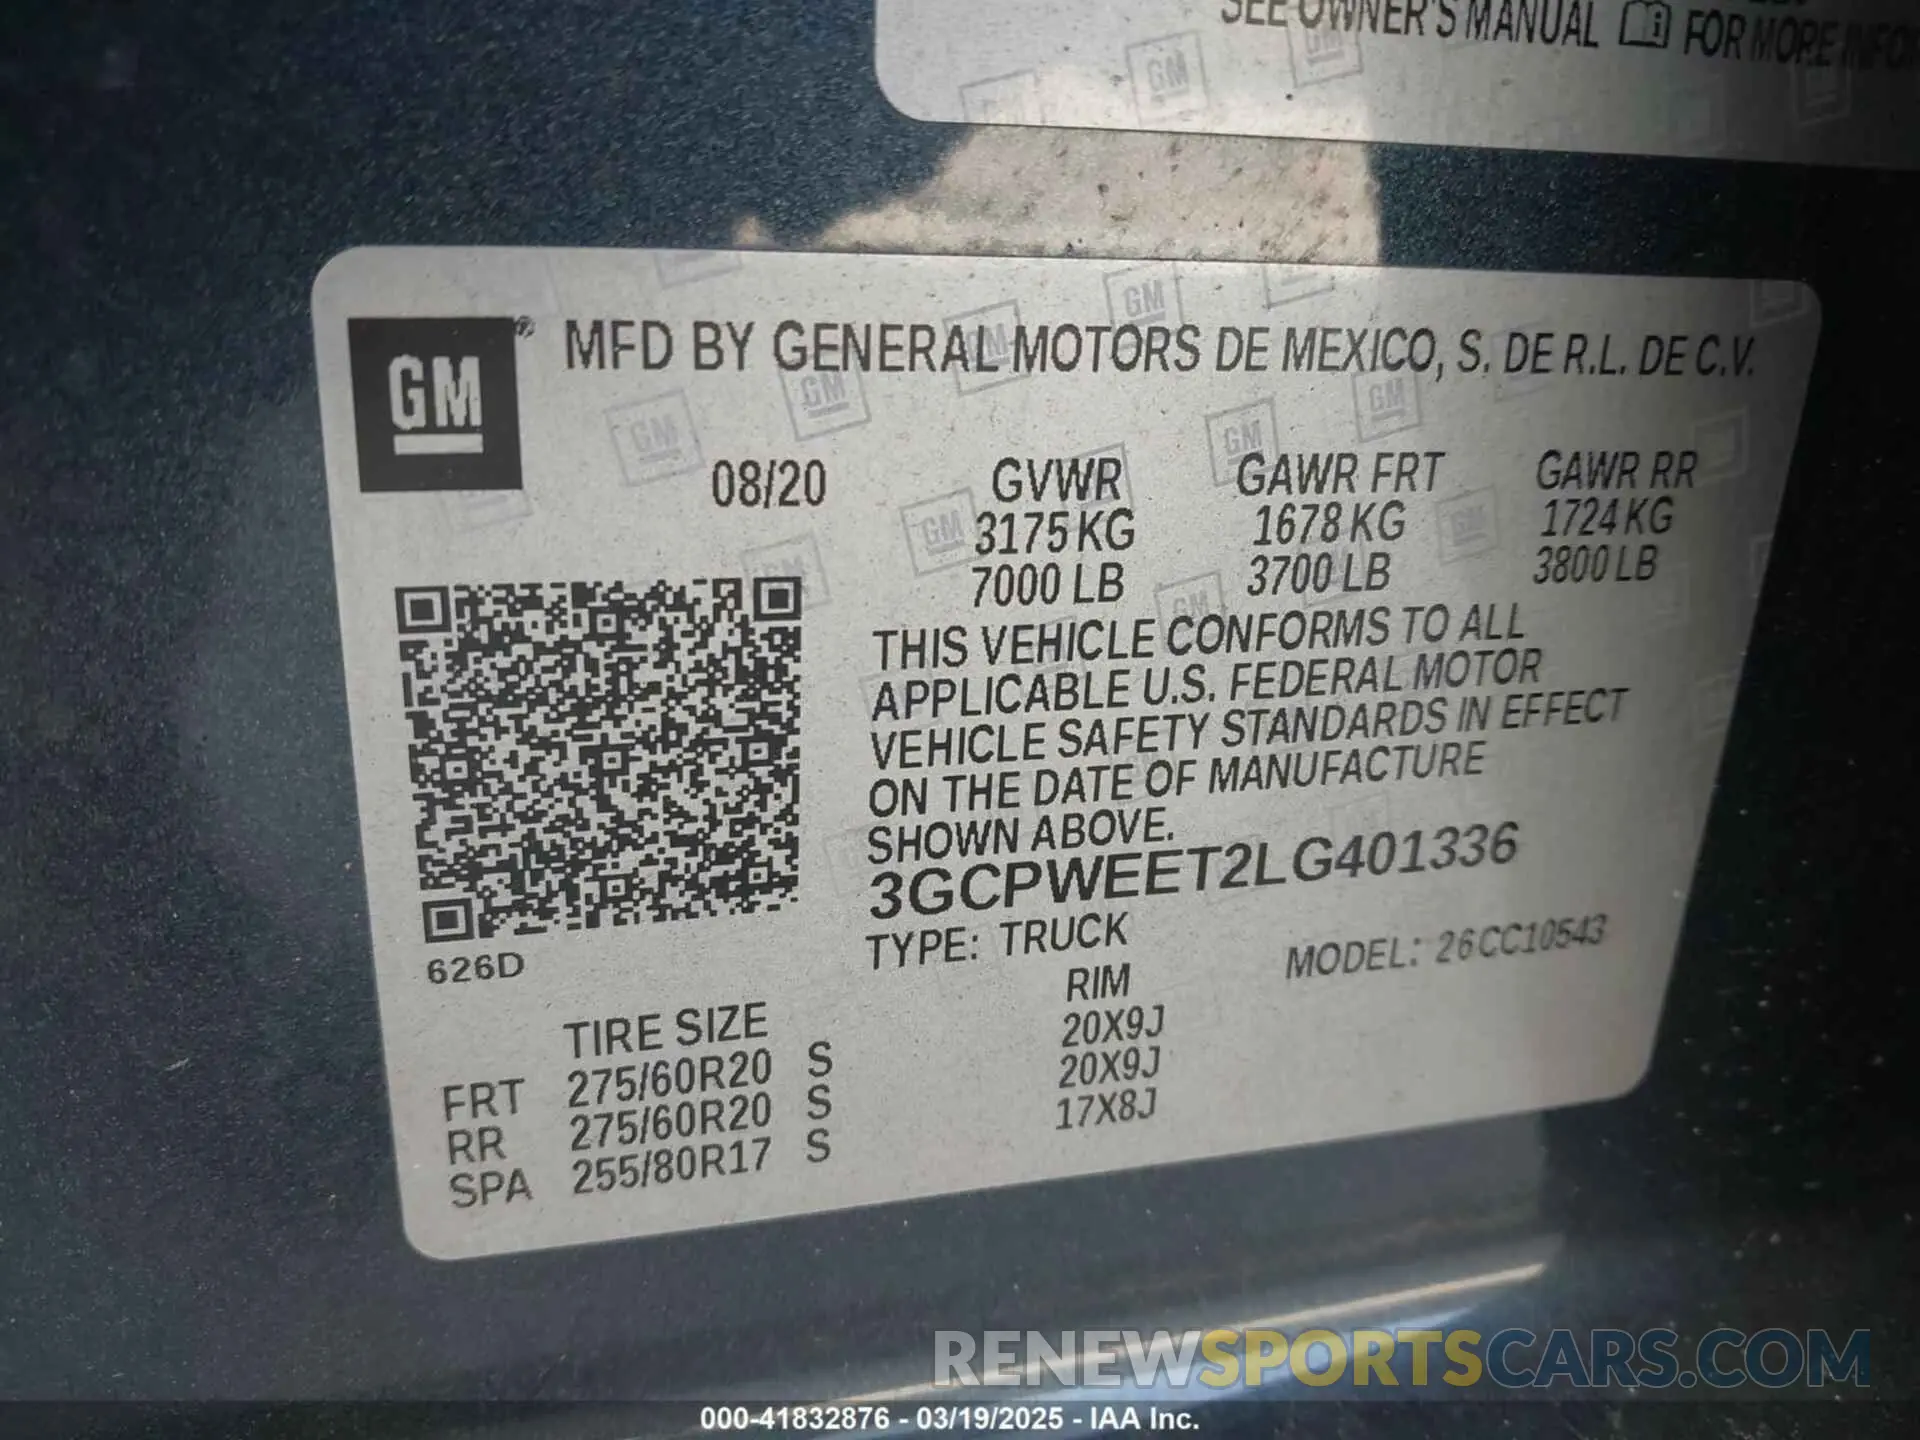 SEE OWNER'S MANUAL FOR MORE
GM
MFD BY GENERAL MOTORS DE MEXICO, S. DE R.L. DE C.V.
08/20 GVWR GAWR FRT GAWR RR
3175 KG 1678 KG 1724 KG
7000 LB 3700 LB 3800 LB
THIS VEHICLE CONFORMS TO ALL
APPLICABLE U.S. FEDERAL MOTOR
VEHICLE SAFETY STANDARDS IN EFFECT
ON THE DATE OF MANUFACTURE
SHOWN ABOVE.
3GCPWEET2LG401336
TYPE: TRUCK MODEL: 26CC10543
626D
TIRE SIZE RIM
FRT 275/60R20 S 20X9J
RR 275/60R20 S 20X9J
SPA 255/80R17 S 17X8J
RENEWSPORTSCARS.COM
000-41832876 - 03/19/2025 - IAA Inc.